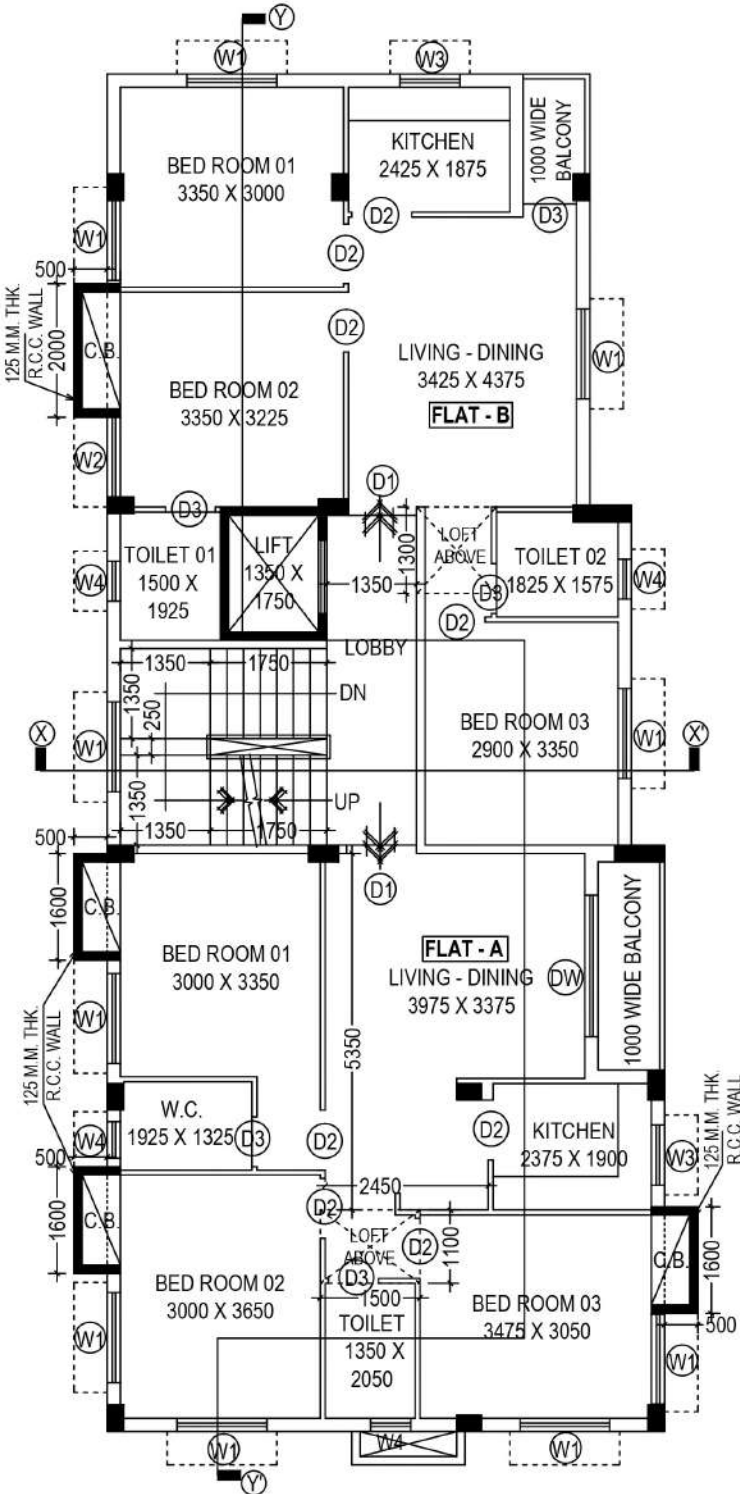 Y
W1
W3
KITCHEN
2425 X 1875
1000 WIDE
BALCONY
BED ROOM 01
3350 X 3000
D2
D3
W1
D2
500
125 M.M. THK.
R.C.C. WALL
2000
C.B.
D2
LIVING - DINING
3425 X 4375
FLAT - B
W1
BED ROOM 02
3350 X 3225
W2
D1
D3
TOILET 01
1500 X
1925
LIFT
1350 X
1750
1300
LOFT
ABOVE
TOILET 02
1825 X 1575
W4
W4
1350
D3
D2
LOBBY
1350
1750
1350
DN
250
BED ROOM 03
2900 X 3350
X
X'
W1
W1
1350
UP
1350
1750
500
D1
1600
C.B.
BED ROOM 01
3000 X 3350
FLAT - A
LIVING - DINING
3975 X 3375
DW
1000 WIDE BALCONY
W1
125 M.M. THK.
R.C.C. WALL
5350
W.C.
1925 X 1325
W4
D3
D2
D2
KITCHEN
2375 X 1900
W3
125 M.M. THK.
R.C.C. WALL
500
2450
1600
C.B.
D2
LOFT
ABOVE
D2
1100
C.B.
1600
BED ROOM 02
3000 X 3650
D3
1500
TOILET
1350 X
2050
BED ROOM 03
3475 X 3050
500
W1
W1
W1
W4
W1
Y'